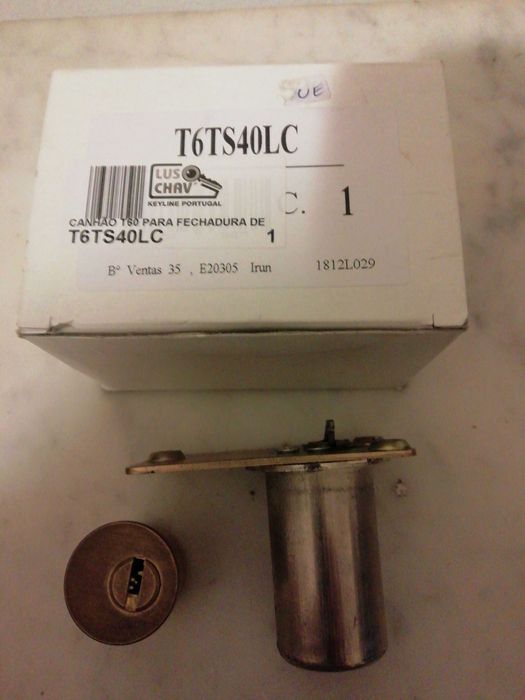 UE
T6TS40LC
LUS
CHAV
KEYLINE PORTUGAL
C. 1
CANHÃO T60 PARA FECHADURA DE
T6TS40LC 1
Bº Ventas 35 , E20305 Irun 1812L029